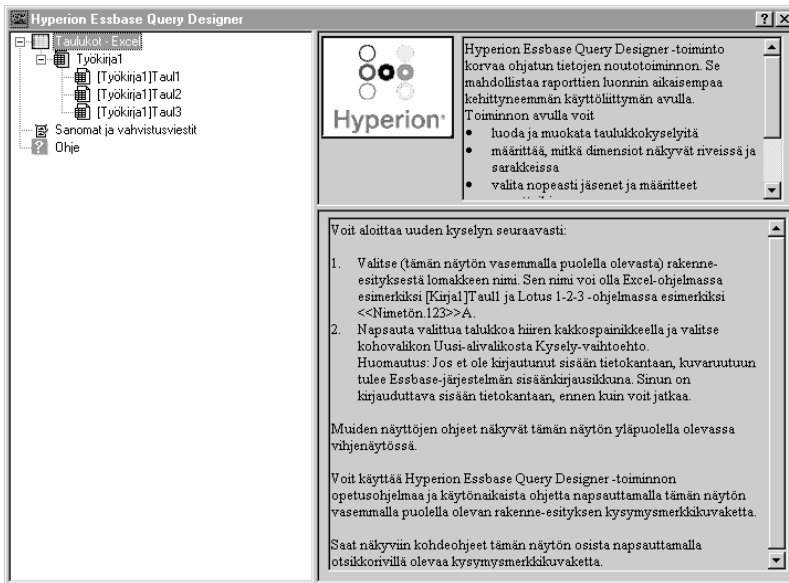 Hyperion Essbase Query Designer
Taulukot - Excel
Työkirja1
[Työkirja1]Taul1
[Työkirja1]Taul2
[Työkirja1]Taul3
Sanomat ja vahvistusviestit
Ohje
Hyperion
Hyperion Essbase Query Designer -toiminto
korvaa ohjatun tietojen noutotoiminnon. Se
mahdollistaa raporttien luonnin aikaisempaa
kehittyneemmän käyttöliittymän avulla.
Toiminnon avulla voit
● luoda ja muokata taulukkokyselyitä
● määrittää, mitkä dimensiot näkyvät riveissä ja
sarakkeissa
● valita nopeasti jäsenet ja määritteet
Voit aloittaa uuden kyselyn seuraavasti:
1. Valitse (tämän näytön vasemmalla puolella olevasta) rakenne-
esityksestä lomakkeen nimi. Sen nimi voi olla Excel-ohjelmassa
esimerkiksi [Kirja1]Taul1 ja Lotus 1-2-3 -ohjelmassa esimerkiksi
<<Nimetön.123>>A.
2. Napsauta valittua talukkoa hiiren kakkospainikkeella ja valitse
kohovalikon Uusi-alivalikosta Kysely-vaihtoehto.
Huomautus: Jos et ole kirjautunut sisään tietokantaan, kuvaruutuun
tulee Essbase-järjestelmän sisäänkirjausikkuna. Sinun on
kirjauduttava sisään tietokantaan, ennen kuin voit jatkaa.
Muiden näyttöjen ohjeet näkyvät tämän näytön yläpuolella olevassa
vihjenäytössä.
Voit käyttää Hyperion Essbase Query Designer -toiminnon
opetusohjelmaa ja käytönaikaista ohjetta napsauttamalla tämän näytön
vasemmalla puolella olevan rakenne-esityksen kysymysmerkkikuvaketta.
Saat näkyviin kohdeohjeet tämän näytön osista napsauttamalla
otsikkorivillä olevaa kysymysmerkkikuvaketta.